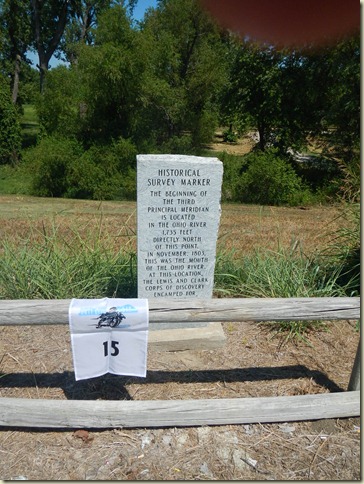 HISTORICAL
SURVEY MARKER
THE BEGINNING OF
THE THIRD
PRINCIPAL MERIDIAN
IS LOCATED
IN THE OHIO RIVER
1,735 FEET
DIRECTLY NORTH
OF THIS POINT.
IN NOVEMBER, 1803,
THIS WAS THE MOUTH
OF THE OHIO RIVER.
AT THIS LOCATION,
THE LEWIS AND CLARK
CORPS OF DISCOVERY
ENCAMPED FOR
15